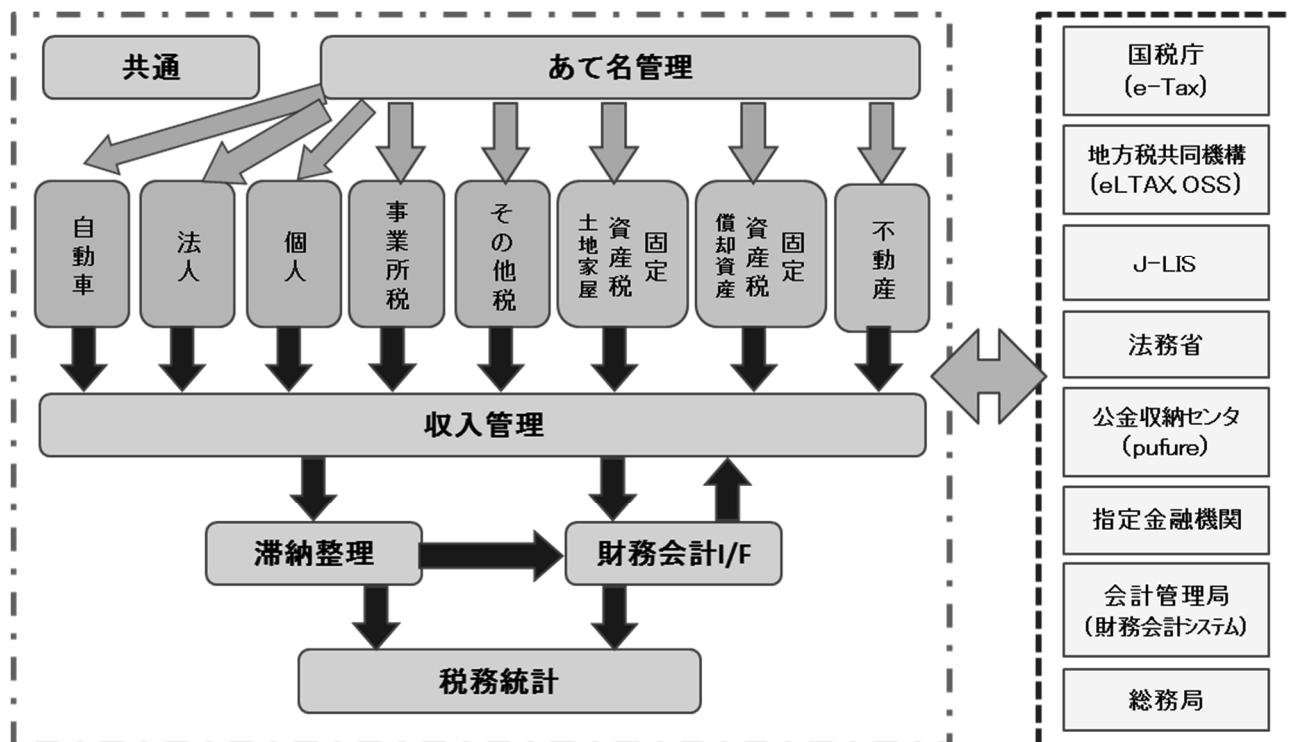 共通
あて名管理
自動車
法人
個人
事業所税
その他税
固定
資産税
土地家屋
固定
資産税
償却資産
不動産
収入管理
滞納整理
財務会計I/F
税務統計
国税庁
(e-Tax)
地方税共同機構
(eLTAX、OSS)
J-LIS
法務省
公金収納センタ
(pufure)
指定金融機関
会計管理局
(財務会計システム)
総務局